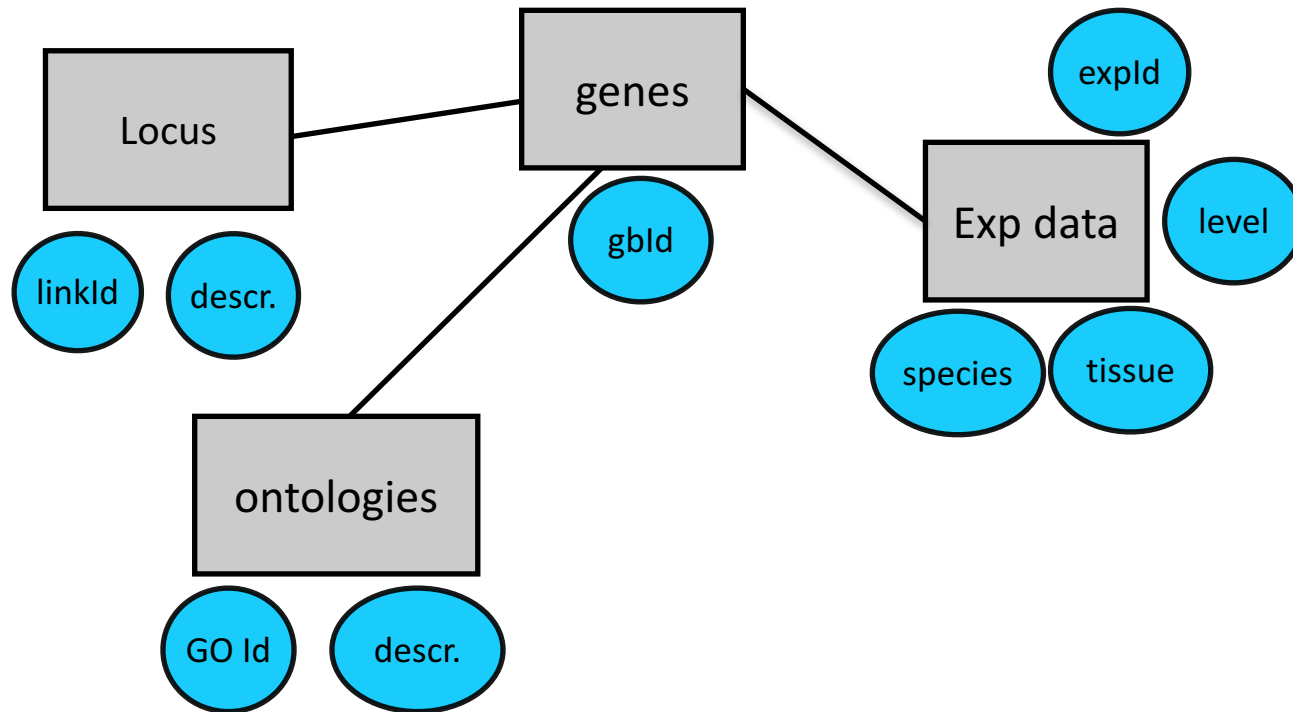 genes
expId
Locus
Exp data
level
gbId
linkId
descr.
species
tissue
ontologies
GO Id
descr.